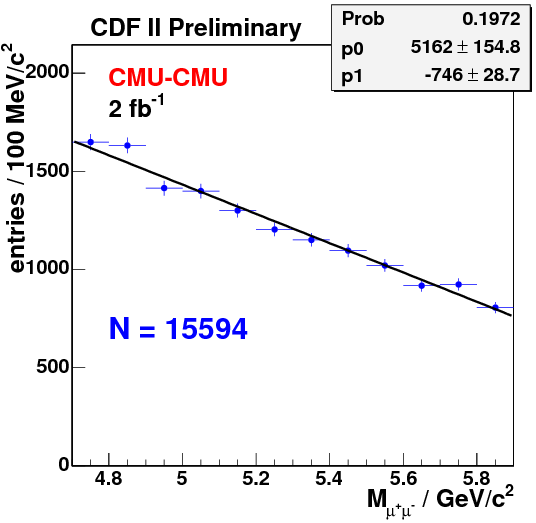 CDF II Preliminary
Prob 0.1972
p0 5162 ± 154.8
p1 -746 ± 28.7
CMU-CMU
2 fb⁻¹
N = 15594
entries / 100 MeV/c²
2000
1500
1000
500
0
4.8 5 5.2 5.4 5.6 5.8
M_μ⁺μ⁻ / GeV/c²